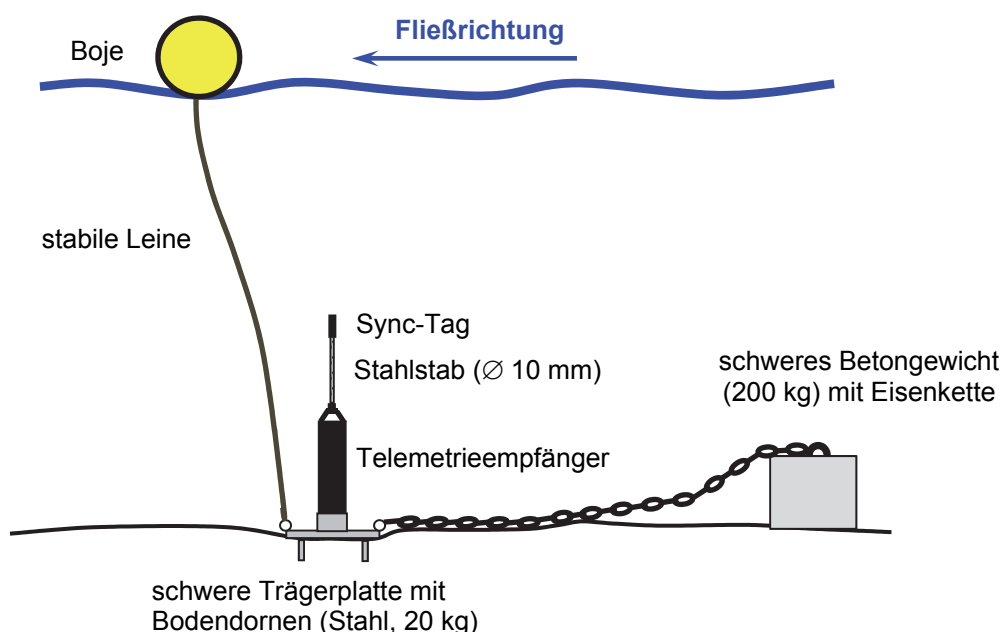 Fließrichtung
Boje
stabile Leine
Sync-Tag
Stahlstab (∅ 10 mm)
schweres Betongewicht
(200 kg) mit Eisenkette
Telemetrieempfänger
schwere Trägerplatte mit
Bodendornen (Stahl, 20 kg)